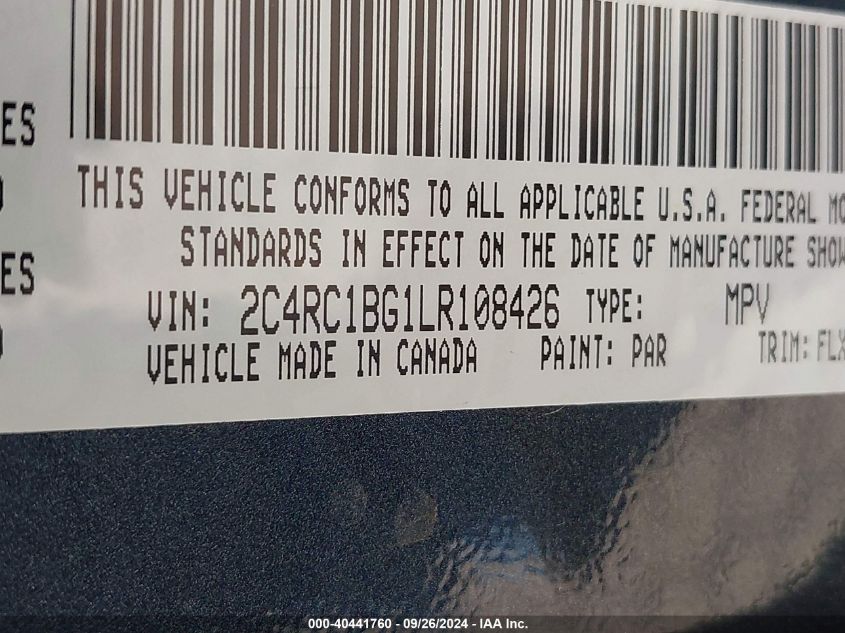 ES
THIS VEHICLE CONFORMS TO ALL APPLICABLE U.S.A. FEDERAL MO
STANDARDS IN EFFECT ON THE DATE OF MANUFACTURE SHOW
ES
VIN: 2C4RC1BG1LR108426 TYPE: MPV
VEHICLE MADE IN CANADA PAINT: PAR TRIM: FLX
000-40441760 - 09/26/2024 - IAA Inc.